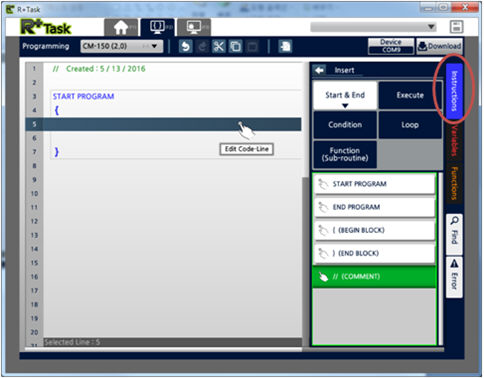 R+Task
R+Task
Programming
CM-150 (2,0)
Device
COM9
Download
1
// Created : 5 / 13 / 2016
2
3
START PROGRAM
4
{
5
6
Edit Code-Line
7
}
8
9
10
11
12
13
14
15
16
17
18
19
20
21
Selected Line : 5
Insert
Start & End
Execute
Condition
Loop
Function
(Sub-routine)
START PROGRAM
END PROGRAM
{ (BEGIN BLOCK)
} (END BLOCK)
// (COMMENT)
Instructions
Variables
Functions
Find
Error